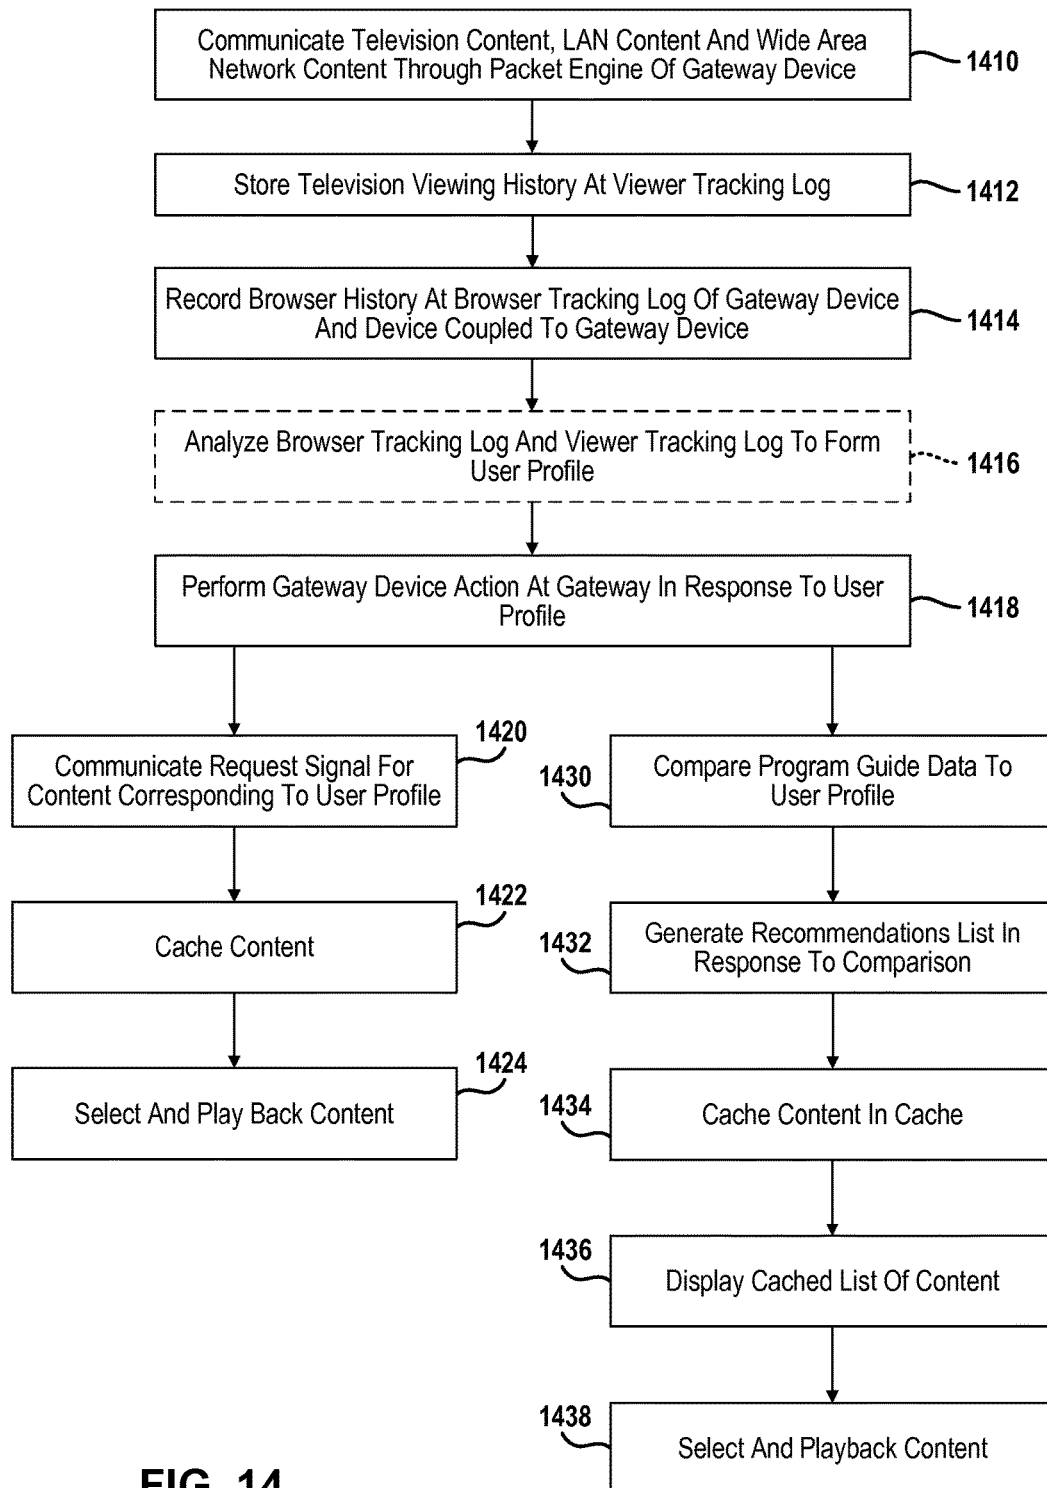 Communicate Television Content, LAN Content And Wide Area
Network Content Through Packet Engine Of Gateway Device
1410
Store Television Viewing History At Viewer Tracking Log
1412
Record Browser History At Browser Tracking Log Of Gateway Device
And Device Coupled To Gateway Device
1414
Analyze Browser Tracking Log And Viewer Tracking Log To Form
User Profile
1416
Perform Gateway Device Action At Gateway In Response To User
Profile
1418
1420
Communicate Request Signal For
Content Corresponding To User Profile
1422
Cache Content
1424
Select And Play Back Content
1430
Compare Program Guide Data To
User Profile
1432
Generate Recommendations List In
Response To Comparison
1434
Cache Content In Cache
1436
Display Cached List Of Content
1438
Select And Playback Content
FIG. 14